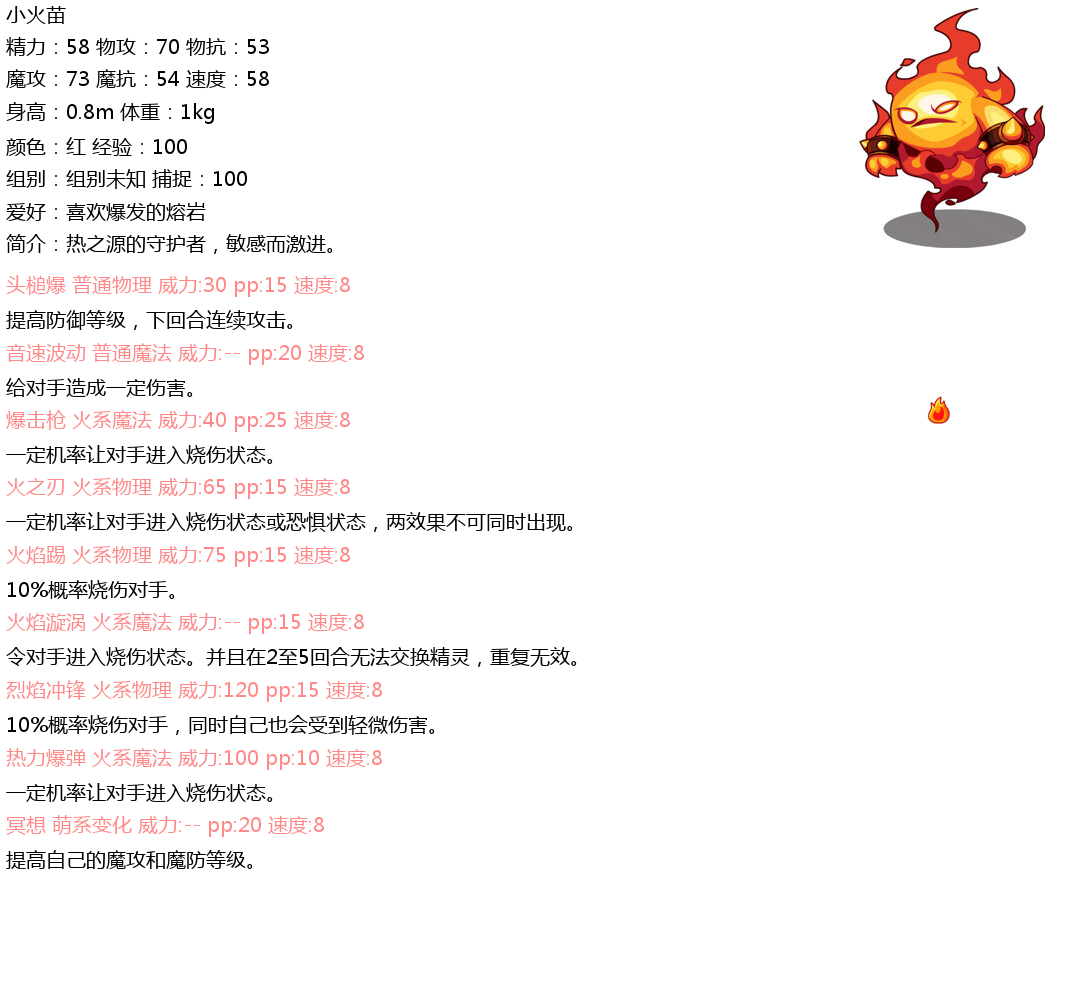 小火苗
精力：58 物攻：70 物抗：53
魔攻：73 魔抗：54 速度：58
身高：0.8m 体重：1kg
颜色：红 经验：100
组别：组别未知 捕捉：100
爱好：喜欢爆发的熔岩
简介：热之源的守护者，敏感而激进。
头槌爆 普通物理 威力:30 pp:15 速度:8
提高防御等级，下回合连续攻击。
音速波动 普通魔法 威力:-- pp:20 速度:8
给对手造成一定伤害。
爆击枪 火系魔法 威力:40 pp:25 速度:8
一定机率让对手进入烧伤状态。
火之刃 火系物理 威力:65 pp:15 速度:8
一定机率让对手进入烧伤状态或恐惧状态，两效果不可同时出现。
火焰踢 火系物理 威力:75 pp:15 速度:8
10%概率烧伤对手。
火焰漩涡 火系魔法 威力:-- pp:15 速度:8
令对手进入烧伤状态。并且在2至5回合无法交换精灵，重复无效。
烈焰冲锋 火系物理 威力:120 pp:15 速度:8
10%概率烧伤对手，同时自己也会受到轻微伤害。
热力爆弹 火系魔法 威力:100 pp:10 速度:8
一定机率让对手进入烧伤状态。
冥想 萌系变化 威力:-- pp:20 速度:8
提高自己的魔攻和魔防等级。